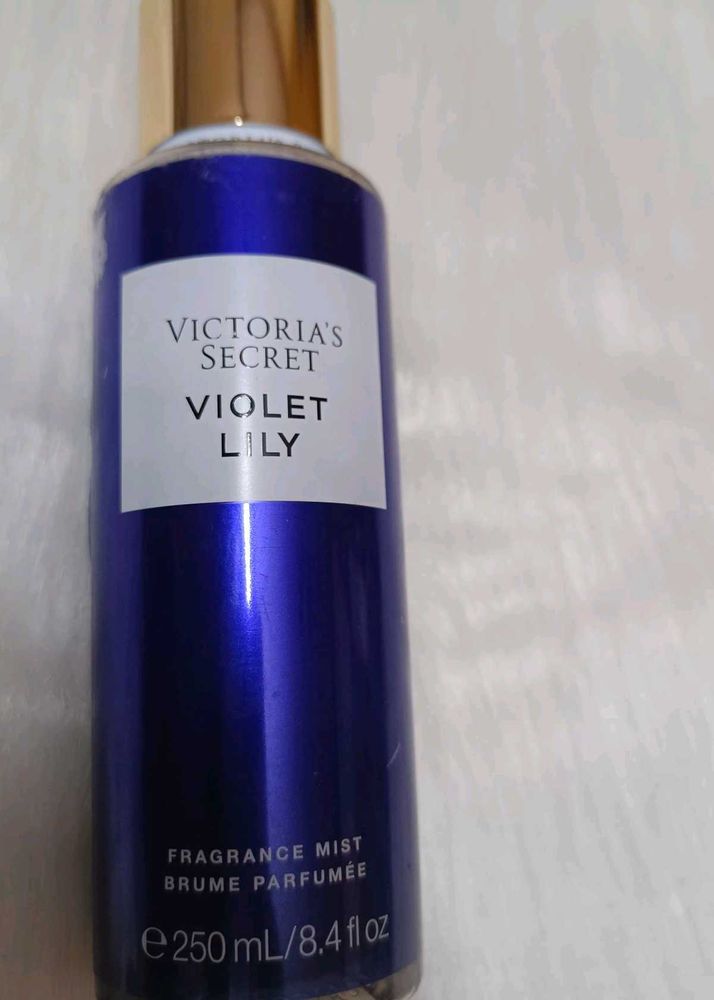 VICTORIA'S
SECRET
VIOLET
LILY
FRAGRANCE MIST
BRUME PARFUMÉE
℮ 250 mL/8.4 fl oz